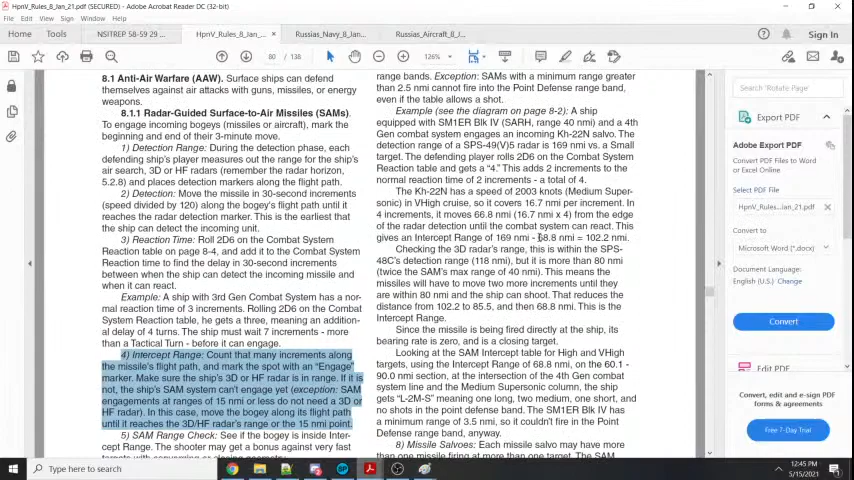 HpnV_Rules_8_Jan_21.pdf (SECURED) - Adobe Acrobat Reader DC (32-bit)
File Edit View Sign Window Help
Home Tools NSITREP 58-59 29 ... HpnV_Rules_8_Jan_... × Russias_Navy_8_Jan... Russias_Aircraft_8_J... Sign In
80 / 138 126%
8.1 Anti-Air Warfare (AAW). Surface ships can defend
themselves against air attacks with guns, missiles, or energy
weapons.
8.1.1 Radar-Guided Surface-to-Air Missiles (SAMs).
To engage incoming bogeys (missiles or aircraft), mark the
beginning and end of their 3-minute move.
1) Detection Range: During the detection phase, each
defending ship's player measures out the range for the ship's
air search, 3D or HF radars (remember the radar horizon,
5.2.8) and places detection markers along the flight path.
2) Detection: Move the missile in 30-second increments
(speed divided by 120) along the bogey's flight path until it
reaches the radar detection marker. This is the earliest that
the ship can detect the incoming missile.
3) Reaction Time: Roll 2D6 on the Combat System
Reaction table on page 8-4, and add it to the Combat System
Reaction time to find the delay in 30-second increments
between when the ship can detect the incoming missile and
when it can react.
Example: A ship with 3rd Gen Combat System has a nor-
mal reaction time of 3 increments. Rolling 2D6 on the Combat
System Reaction table, he gets a three, meaning an addition-
al delay of 4 turns. The ship must wait 7 increments - more
than a Tactical Turn - before it can engage.
4) Intercept Range: Count that many increments along
the missile's flight path, and mark the spot with an "Engage"
marker. Make sure the ship's 3D or HF radar is in range. If it is
not, the ship's SAM system can't engage yet (exception: SAM
engagements at ranges of 15 nmi or less do not need a 3D or
HF radar). In this case, move the bogey along its flight path
until it reaches the 3D/HF radar's range or the 15 nmi point.
5) SAM Range Check: See if the bogey is inside Inter-
cept Range. The shooter may get a bonus against very fast
targets with converging or closing geometry.
range bands. Exception: SAMs with a minimum range greater
than 2.5 nmi cannot fire into the Point Defense range band,
even if the table allows a shot.
Example (see the diagram on page 8-2): A ship
equipped with SM1ER Blk IV (SARH, range 40 nmi) and a 4th
Gen combat system engages an incoming Kh-22N salvo. The
detection range of a SPS-49(V)5 radar is 169 nmi vs. a Small
target. The defending player rolls 2D6 on the Combat System
Reaction table and gets a "4." This adds 2 increments to the
normal reaction time of 2 increments - a total of 4.
The Kh-22N has a speed of 2003 knots (Medium Super-
sonic) in VHigh cruise, so it covers 16.7 nmi per increment. In
4 increments, it moves 66.8 nmi (16.7 nmi x 4) from the edge
of the radar detection until the combat system can react. This
gives an Intercept Range of 169 nmi - 68.8 nmi = 102.2 nmi.
Checking the 3D radar's range, this is within the SPS-
48C's detection range (118 nmi), but it is more than 80 nmi
(twice the SAM's max range of 40 nmi). This means the
missiles will have to move two more increments until they
are within 80 nmi and the ship can shoot. That reduces the
distance from 102.2 to 85.5, and then 68.8 nmi. This is the
Intercept Range.
Since the missile is being fired directly at the ship, its
bearing rate is zero, and is a closing target.
Looking at the SAM Intercept table for High and VHigh
targets, using the Intercept Range of 68.8 nmi, on the 60.1 -
90.0 nmi section, at the intersection of the 4th Gen combat
system line and the Medium Supersonic column, the ship
gets "L-2M-S" meaning one long, two medium, one short, and
no shots in the point defense band. The SM1ER Blk IV has
a minimum range of 3.5 nmi, so it couldn't fire in the Point
Defense range band, anyway.
8) Missile Salvoes: Each missile salvo may have more
than one missile firing at more than one target. The SAM
Search 'Rotate Page'
Export PDF
Adobe Export PDF
Convert PDF Files to Word
or Excel Online
Select PDF File
HpnV_Rules...an_21.pdf ×
Convert to
Microsoft Word (*.docx)
Document Language:
English (U.S.) Change
Convert
Edit PDF
Convert, edit and e-sign PDF
forms & agreements
Free 7-Day Trial
Type here to search
12:45 PM
5/15/2021